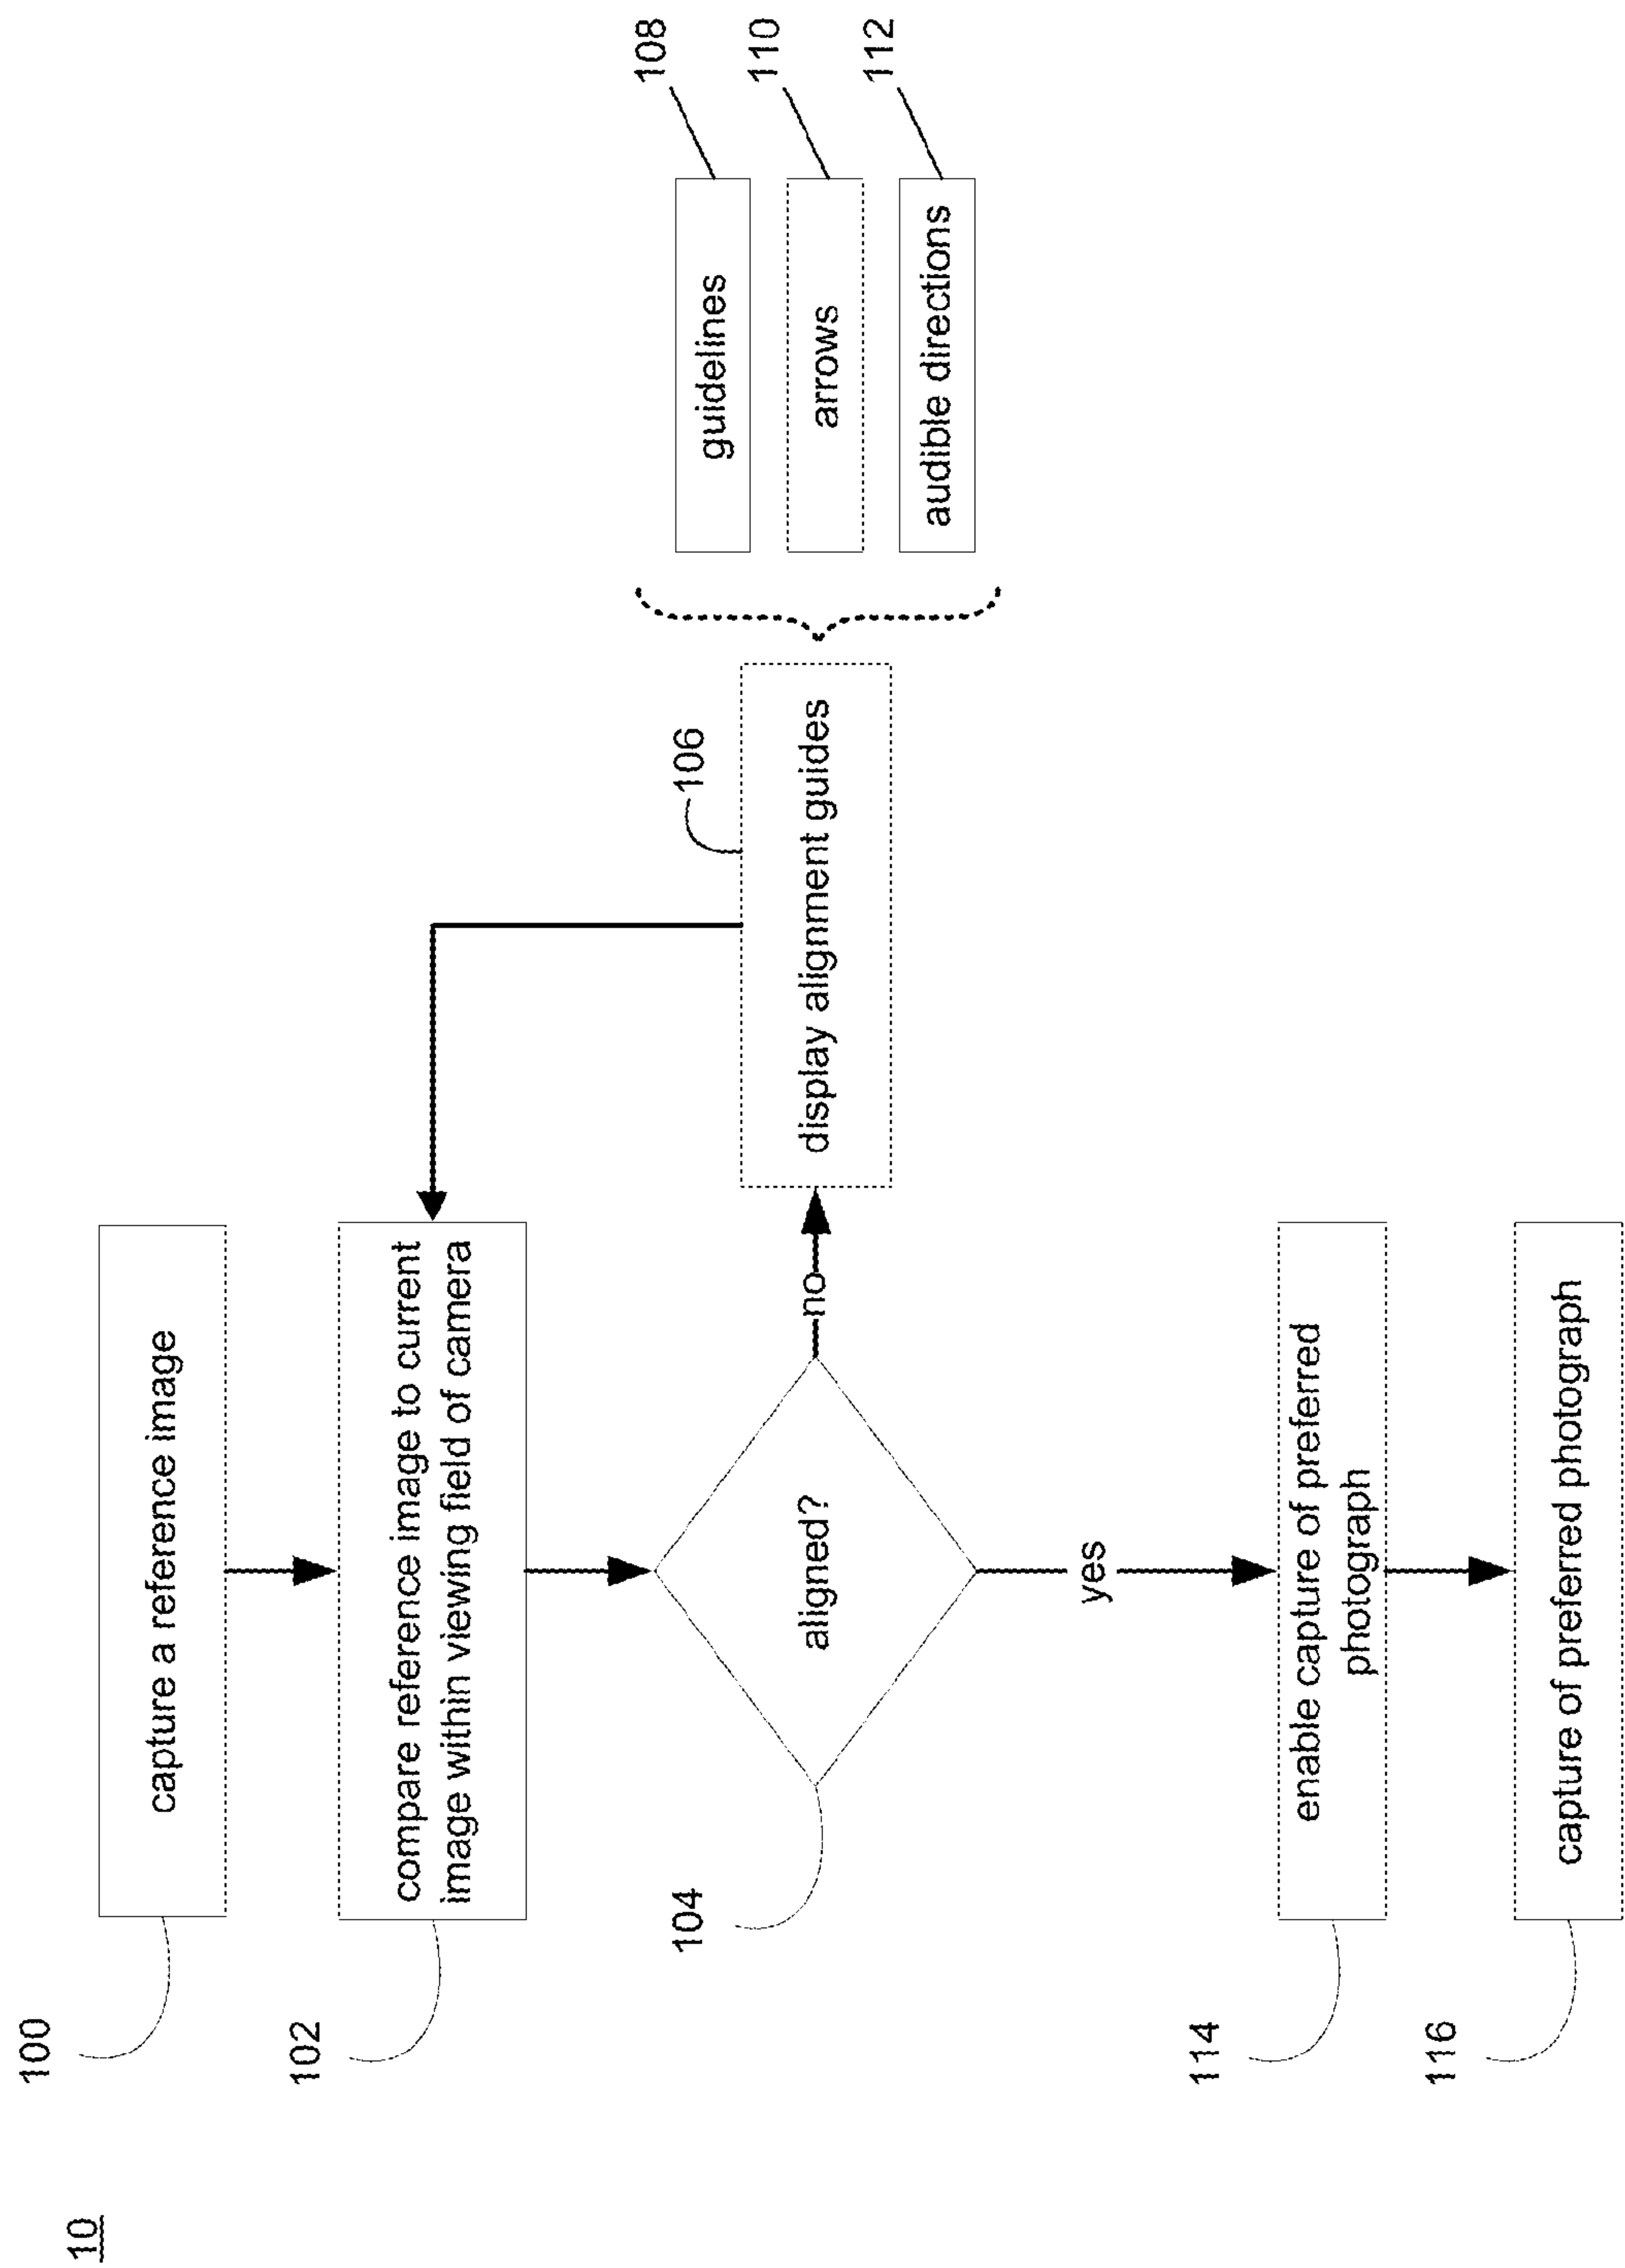 10
100
capture a reference image
102
compare reference image to current
image within viewing field of camera
104
aligned?
no
106
display alignment guides
guidelines
108
arrows
110
audible directions
112
yes
114
enable capture of preferred
photograph
116
capture of preferred photograph